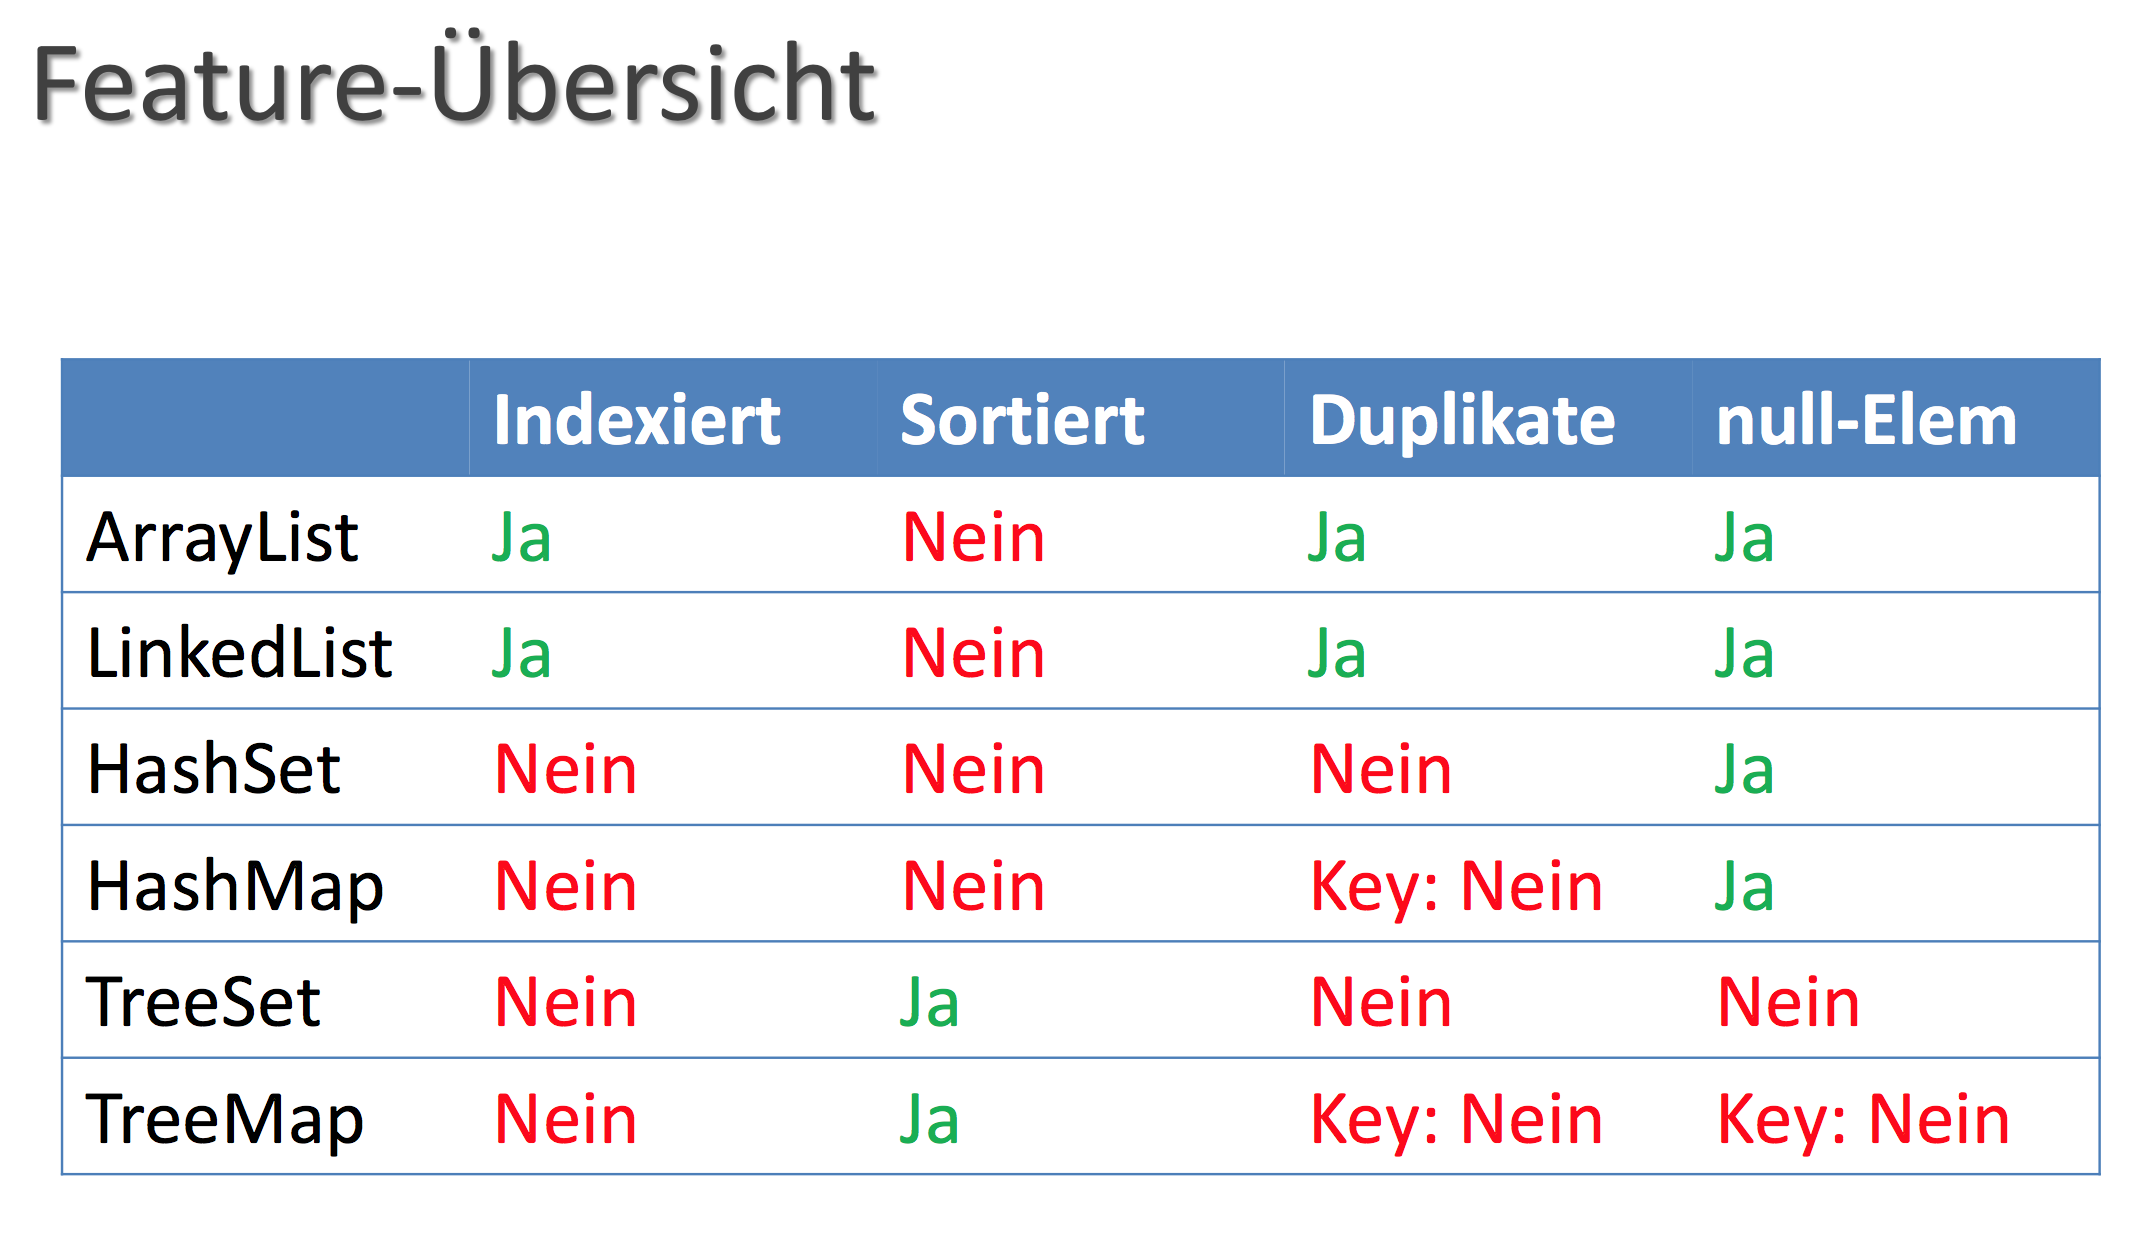 Feature-Übersicht
Indexiert Sortiert Duplikate null-Elem
ArrayList Ja Nein Ja Ja
LinkedList Ja Nein Ja Ja
HashSet Nein Nein Nein Ja
HashMap Nein Nein Key: Nein Ja
TreeSet Nein Ja Nein Nein
TreeMap Nein Ja Key: Nein Key: Nein